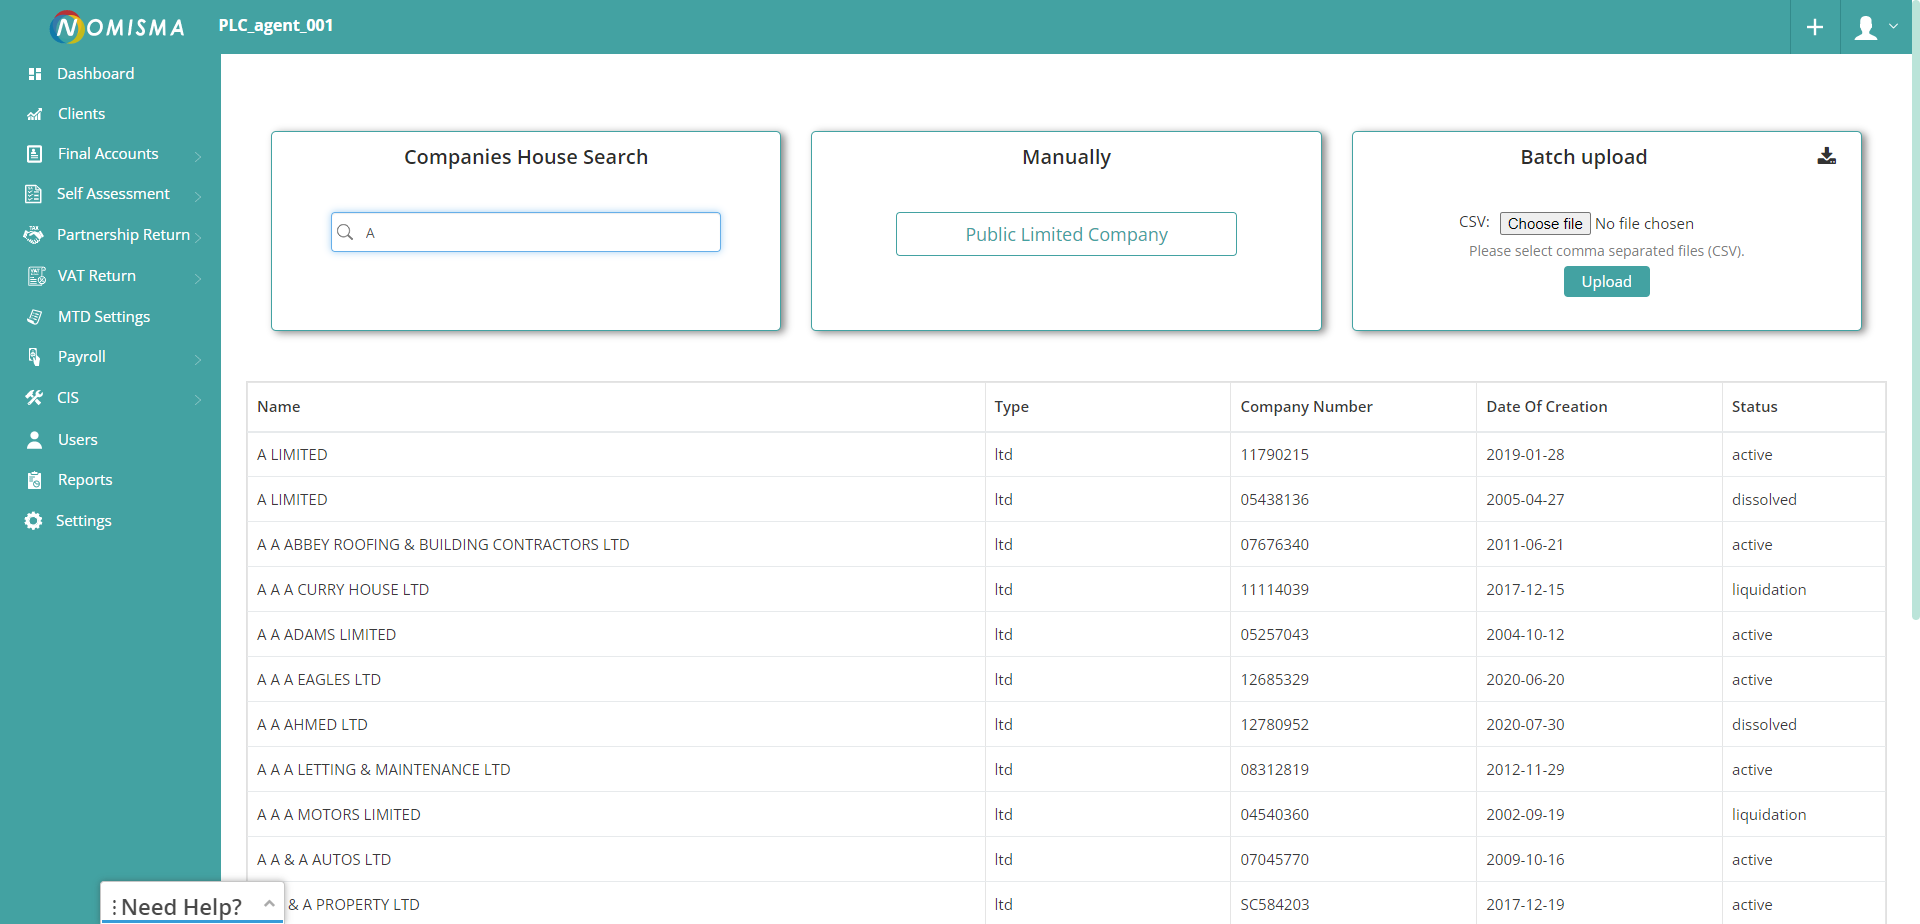 NOMISMA PLC_agent_001
Dashboard
Clients
Final Accounts
Self Assessment
Partnership Return
VAT Return
MTD Settings
Payroll
CIS
Users
Reports
Settings
Companies House Search
A
Manually
Public Limited Company
Batch upload
CSV: Choose file No file chosen
Please select comma separated files (CSV).
Upload
Name Type Company Number Date Of Creation Status
A LIMITED ltd 11790215 2019-01-28 active
A LIMITED ltd 05438136 2005-04-27 dissolved
A A ABBEY ROOFING & BUILDING CONTRACTORS LTD ltd 07676340 2011-06-21 active
A A A CURRY HOUSE LTD ltd 11114039 2017-12-15 liquidation
A A ADAMS LIMITED ltd 05257043 2004-10-12 active
A A A EAGLES LTD ltd 12685329 2020-06-20 active
A A AHMED LTD ltd 12780952 2020-07-30 dissolved
A A A LETTING & MAINTENANCE LTD ltd 08312819 2012-11-29 active
A A A MOTORS LIMITED ltd 04540360 2002-09-19 liquidation
A A & A AUTOS LTD ltd 07045770 2009-10-16 active
& A PROPERTY LTD ltd SC584203 2017-12-19 active
Need Help?